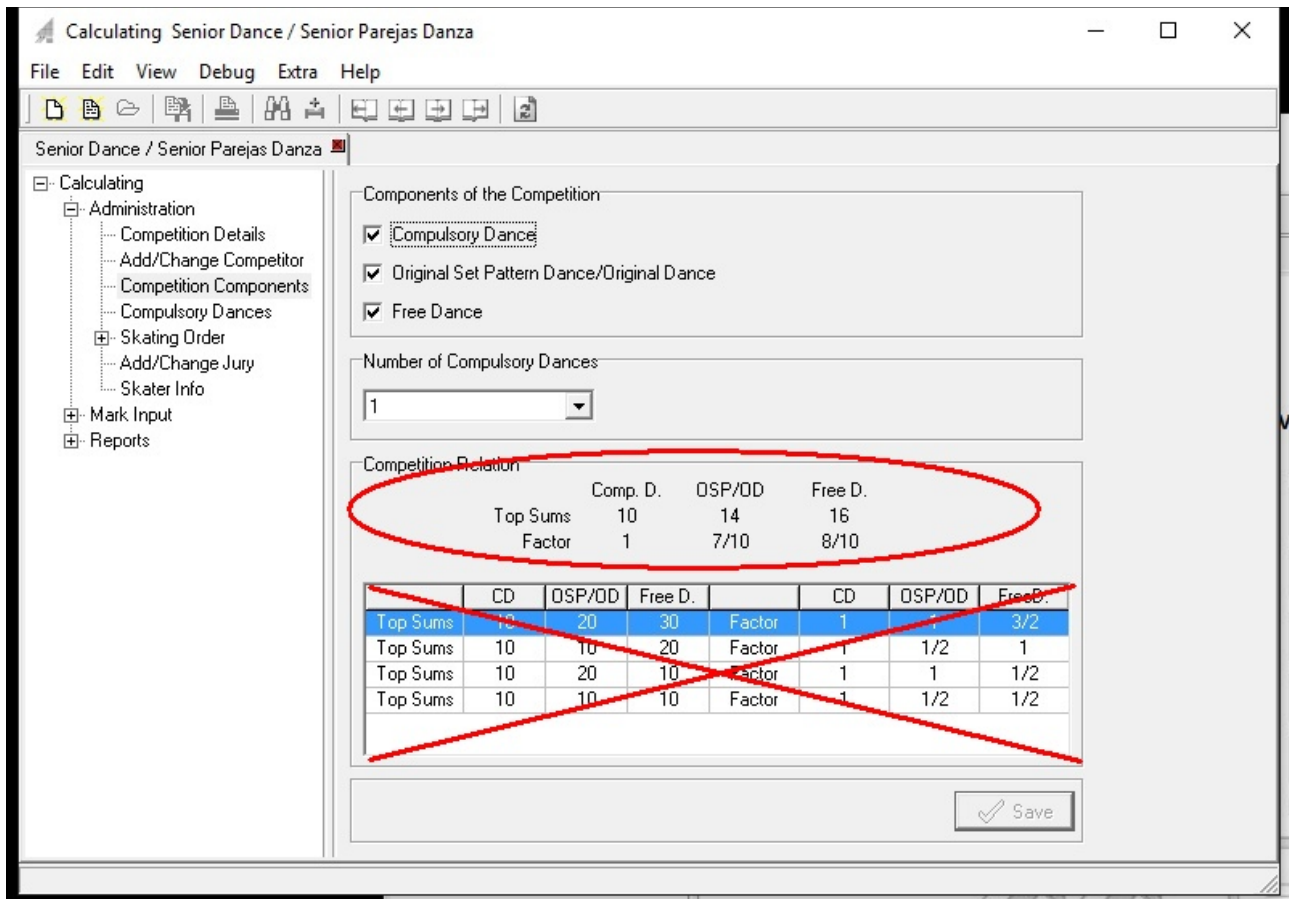 Calculating Senior Dance / Senior Parejas Danza
File Edit View Debug Extra Help
Senior Dance / Senior Parejas Danza
Calculating
Administration
Competition Details
Add/Change Competitor
Competition Components
Compulsory Dances
Skating Order
Add/Change Jury
Skater Info
Mark Input
Reports
Components of the Competition
Compulsory Dance
Original Set Pattern Dance/Original Dance
Free Dance
Number of Compulsory Dances
1
Competition Relation
Comp. D. OSP/OD Free D.
Top Sums 10 14 16
Factor 1 7/10 8/10
CD OSP/OD Free D. CD OSP/OD FreeD.
Top Sums 10 20 30 Factor 1 1 3/2
Top Sums 10 10 20 Factor 1 1/2 1
Top Sums 10 20 10 Factor 1 1 1/2
Top Sums 10 10 10 Factor 1 1/2 1/2
Save